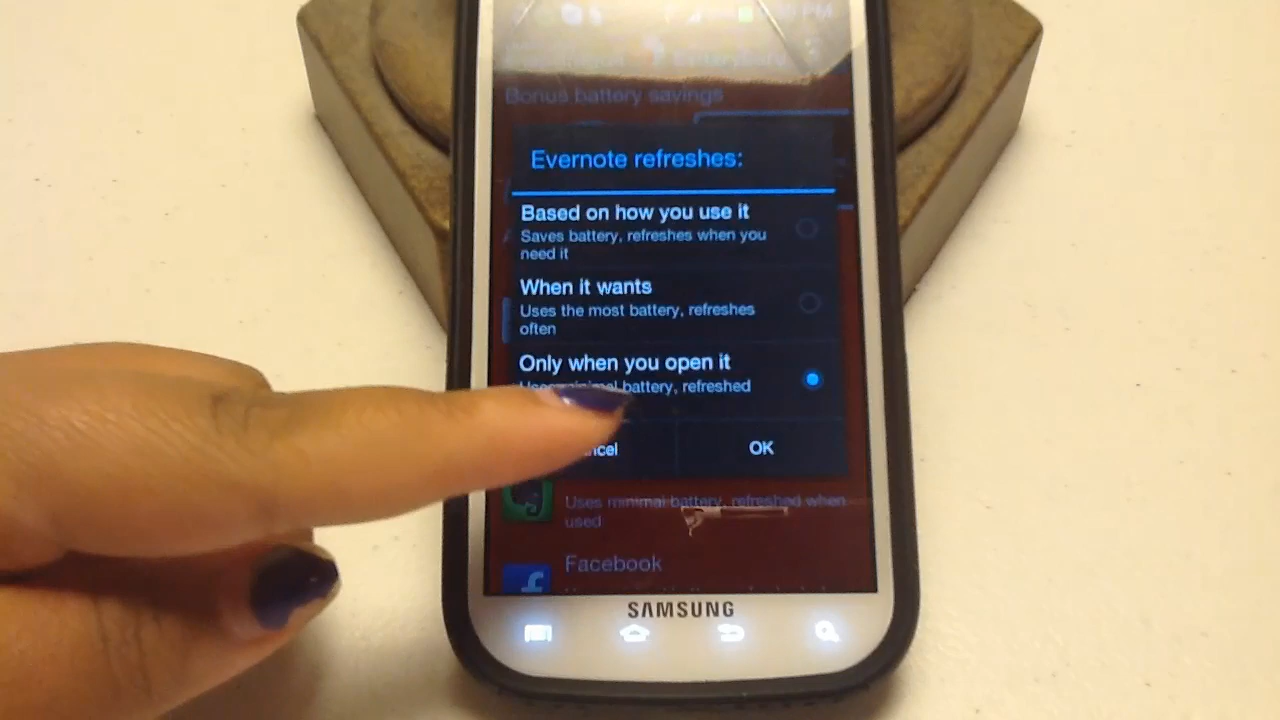 PM
Bonus battery savings
Evernote refreshes:
Based on how you use it
Saves battery, refreshes when you
need it
When it wants
Uses the most battery, refreshes
often
Only when you open it
battery, refreshed
OK
Uses minimal battery, refreshed when
used
Facebook
f
SAMSUNG